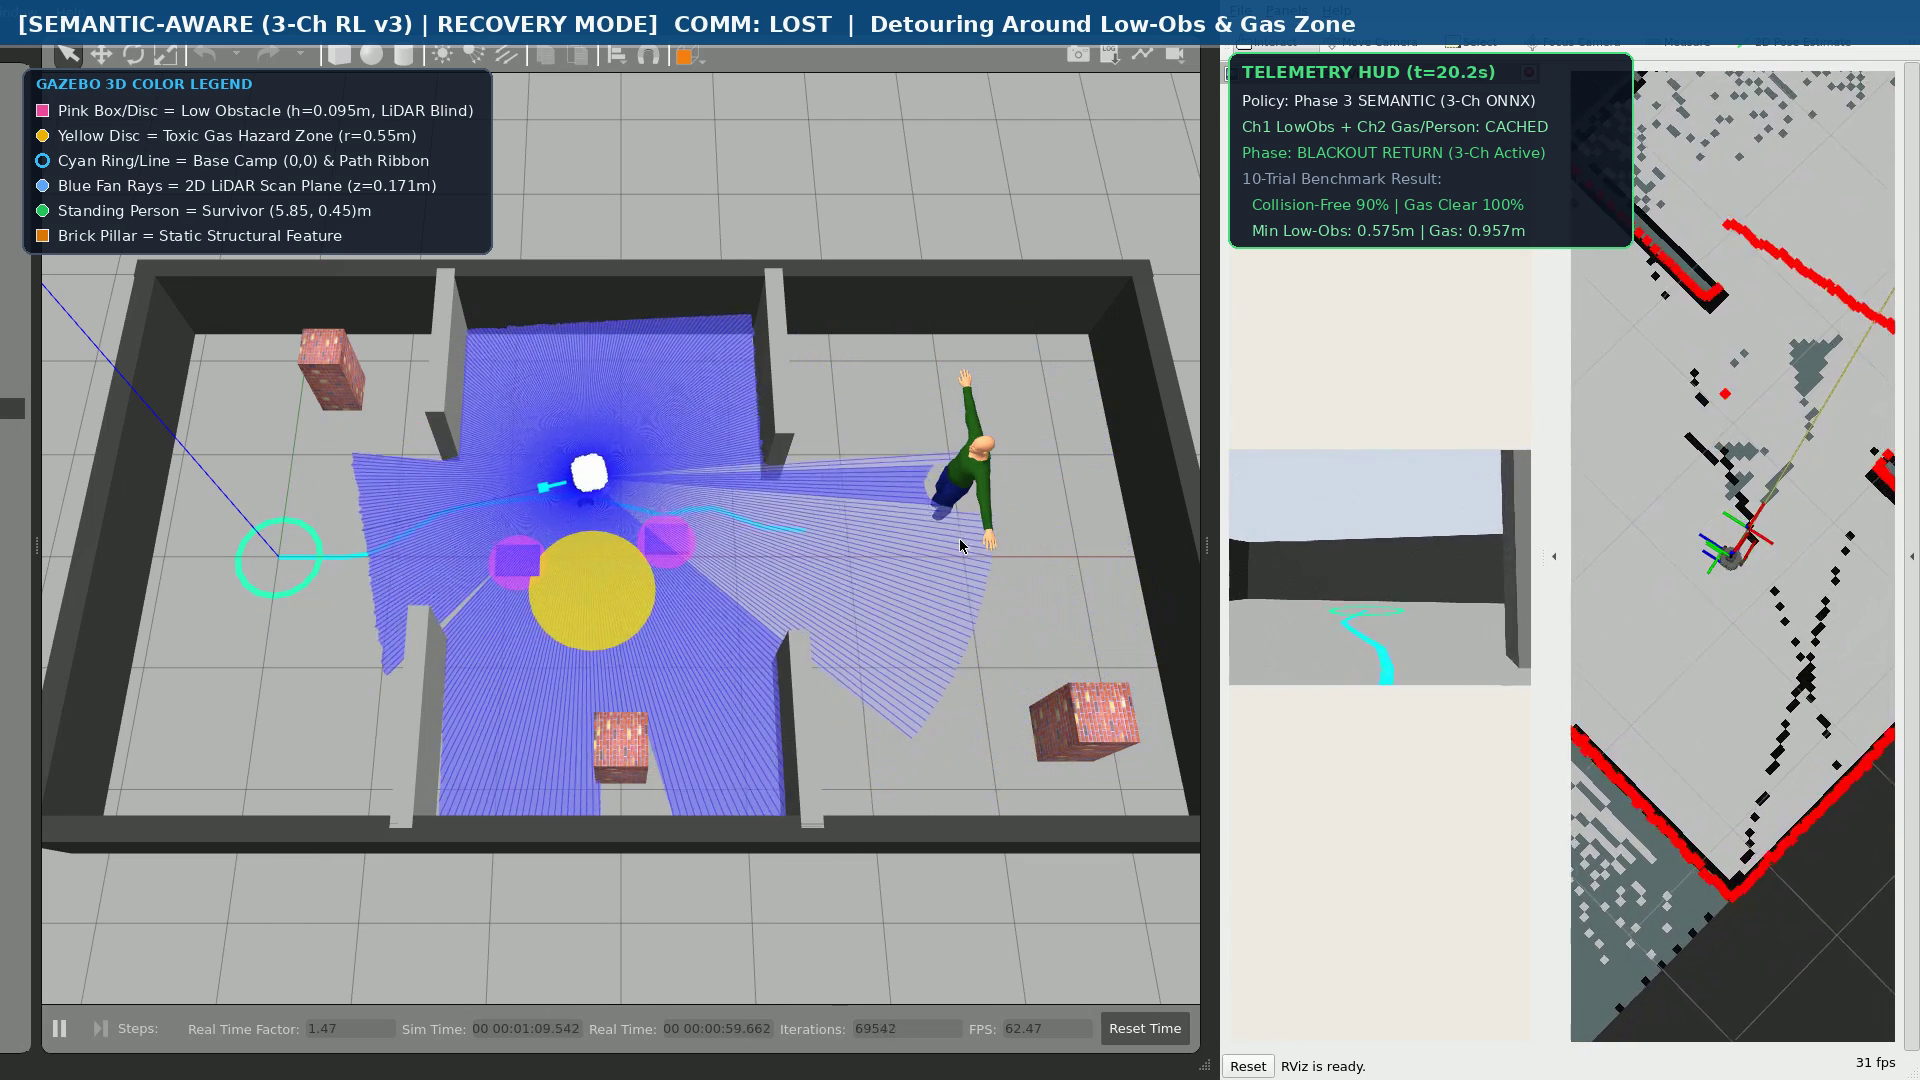 [SEMANTIC-AWARE (3-Ch RL v3) | RECOVERY MODE]  COMM: LOST  |  Detouring Around Low-Obs & Gas Zone
GAZEBO 3D COLOR LEGEND
Pink Box/Disc = Low Obstacle (h=0.095m, LiDAR Blind)
Yellow Disc = Toxic Gas Hazard Zone (r=0.55m)
Cyan Ring/Line = Base Camp (0,0) & Path Ribbon
Blue Fan Rays = 2D LiDAR Scan Plane (z=0.171m)
Standing Person = Survivor (5.85, 0.45)m
Brick Pillar = Static Structural Feature
TELEMETRY HUD (t=20.2s)
Policy: Phase 3 SEMANTIC (3-Ch ONNX)
Ch1 LowObs + Ch2 Gas/Person: CACHED
Phase: BLACKOUT RETURN (3-Ch Active)
10-Trial Benchmark Result:
Collision-Free 90% | Gas Clear 100%
Min Low-Obs: 0.575m | Gas: 0.957m
Steps: Real Time Factor: 1.47 Sim Time: 00 00:01:09.542 Real Time: 00 00:00:59.662 Iterations: 69542 FPS: 62.47 Reset Time
Reset RViz is ready. 31 fps